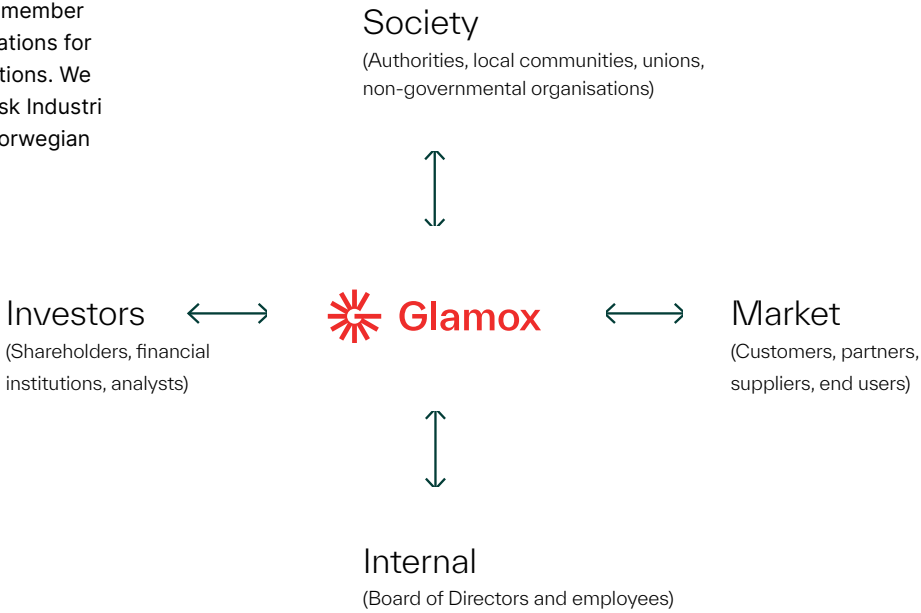 member
ations for
tions. We
sk Industri
orwegian
Society
(Authorities, local communities, unions,
non-governmental organisations)
Investors
(Shareholders, financial
institutions, analysts)
Glamox
Market
(Customers, partners,
suppliers, end users)
Internal
(Board of Directors and employees)